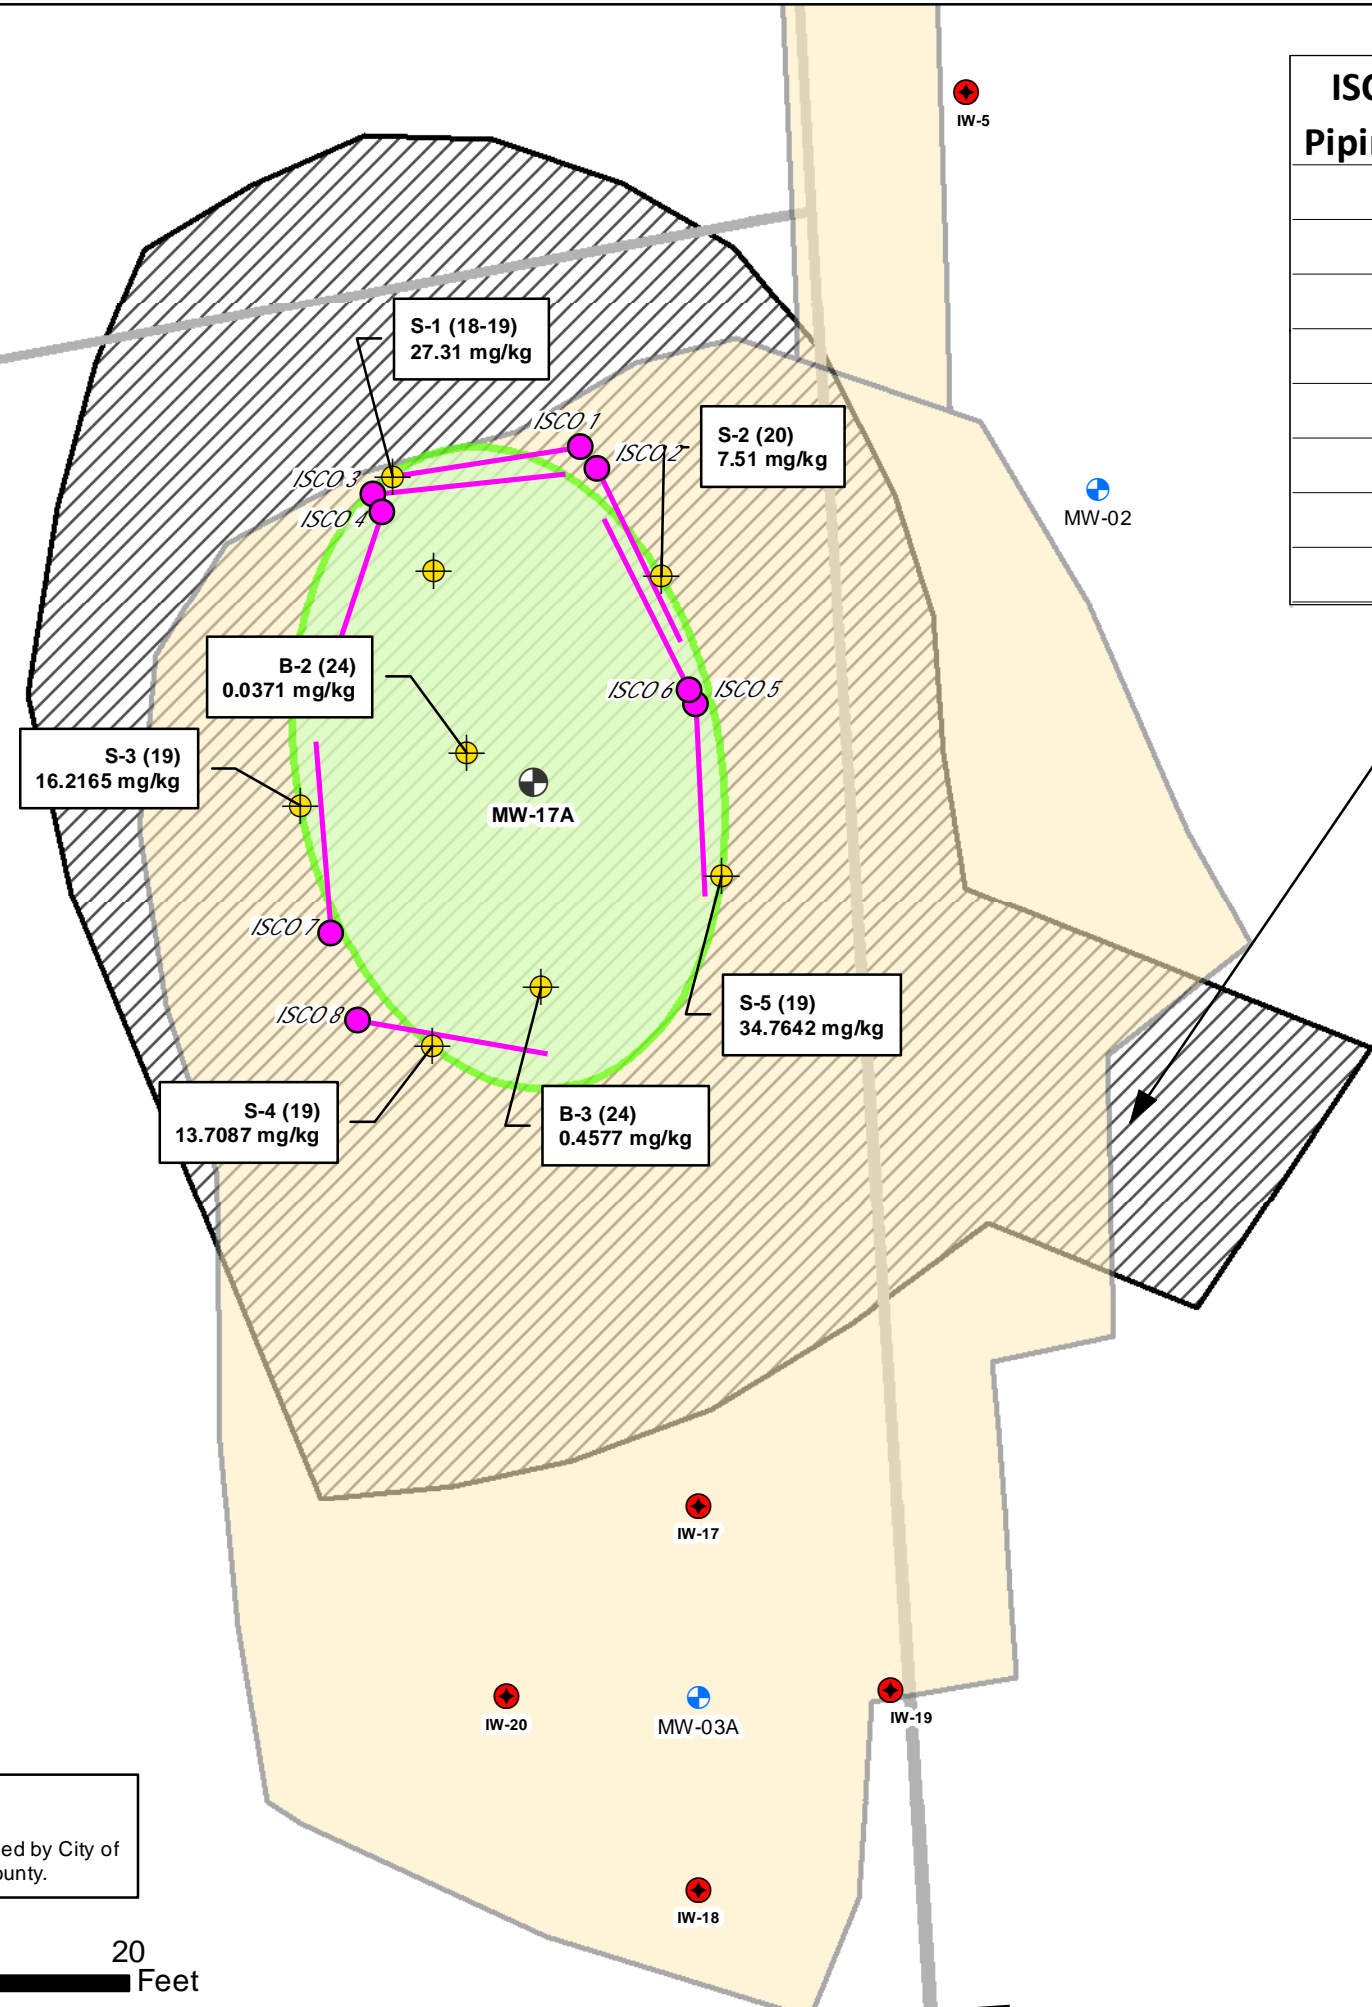 IW-5
S-1 (18-19)
27.31 mg/kg
ISCO 1
S-2 (20)
7.51 mg/kg
ISCO 2
ISCO 3
ISCO 4
MW-02
B-2 (24)
0.0371 mg/kg
ISCO 6
ISCO 5
S-3 (19)
16.2165 mg/kg
MW-17A
ISCO 7
S-5 (19)
34.7642 mg/kg
ISCO 8
S-4 (19)
13.7087 mg/kg
B-3 (24)
0.4577 mg/kg
IW-17
IW-20
MW-03A
IW-19
ed by City of
IW-18
20
Feet